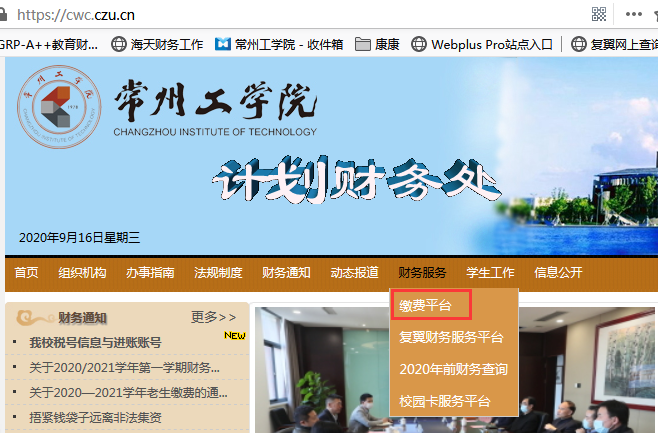 https://cwc.czu.cn
GRP-A++教育财... 海天财务工作 常州工学院 - 收件箱 康康 Webplus Pro站点入口 复翼网上查询
常州工学院
CHANGZHOU INSTITUTE OF TECHNOLOGY
计划财务处
2020年9月16日星期三
首页 组织机构 办事指南 法规制度 财务通知 动态报道 财务服务 学生工作 信息公开
缴费平台
复翼财务服务平台
2020年前财务查询
校园卡服务平台
财务通知 更多>>
我校税号信息与进账账号 NEW
关于2020/2021学年第一学期财务...
关于2020—2021学年老生缴费的通...
捂紧钱袋子远离非法集资